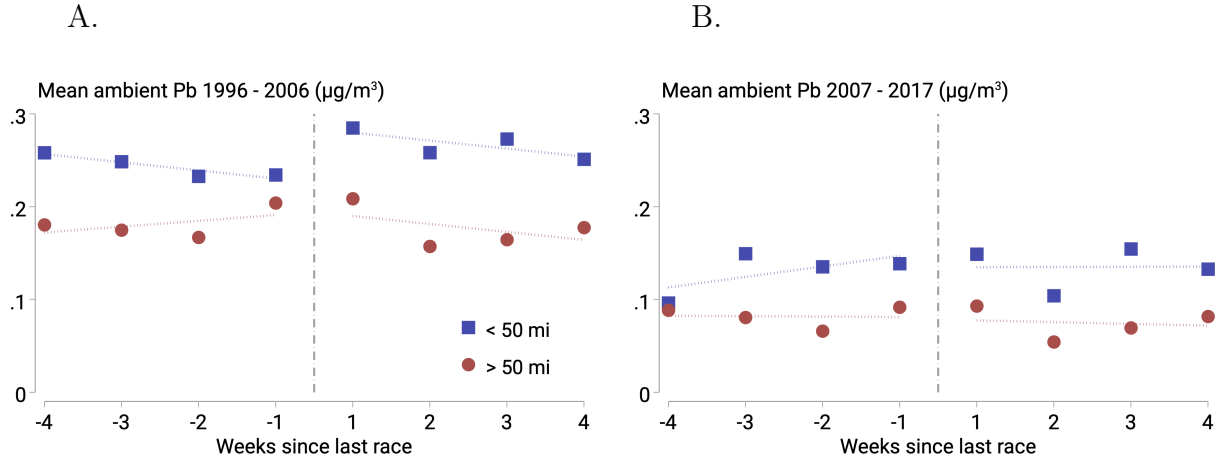 A.
Mean ambient Pb 1996 - 2006 (µg/m³)
.3
.2
.1
0
-4 -3 -2 -1 1 2 3 4
Weeks since last race
< 50 mi
> 50 mi
B.
Mean ambient Pb 2007 - 2017 (µg/m³)
.3
.2
.1
0
-4 -3 -2 -1 1 2 3 4
Weeks since last race